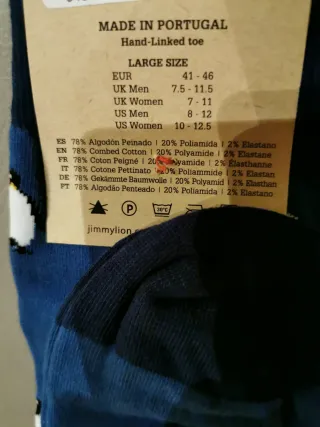 MADE IN PORTUGAL
Hand-Linked toe
LARGE SIZE
EUR 41 - 46
UK Men 7.5 - 11.5
UK Women 7 - 11
US Men 8 - 12
US Women 10 - 12.5
ES 78% Algodón Peinado | 20% Poliamida | 2% Elastano
EN 78% Combed Cotton | 20% Polyamide | 2% Elastane
FR 78% Coton Peigné | 20% Polyamide | 2% Élasthanne
IT 78% Cotone Pettinato | 20% Poliammide | 2% Elastan
DE 78% Gekämmte Baumwolle | 20% Polyamid | 2% Elasthan
PT 78% Algodão Penteado | 20% Poliamida | 2% Elastano
P 30°C
jimmylion.